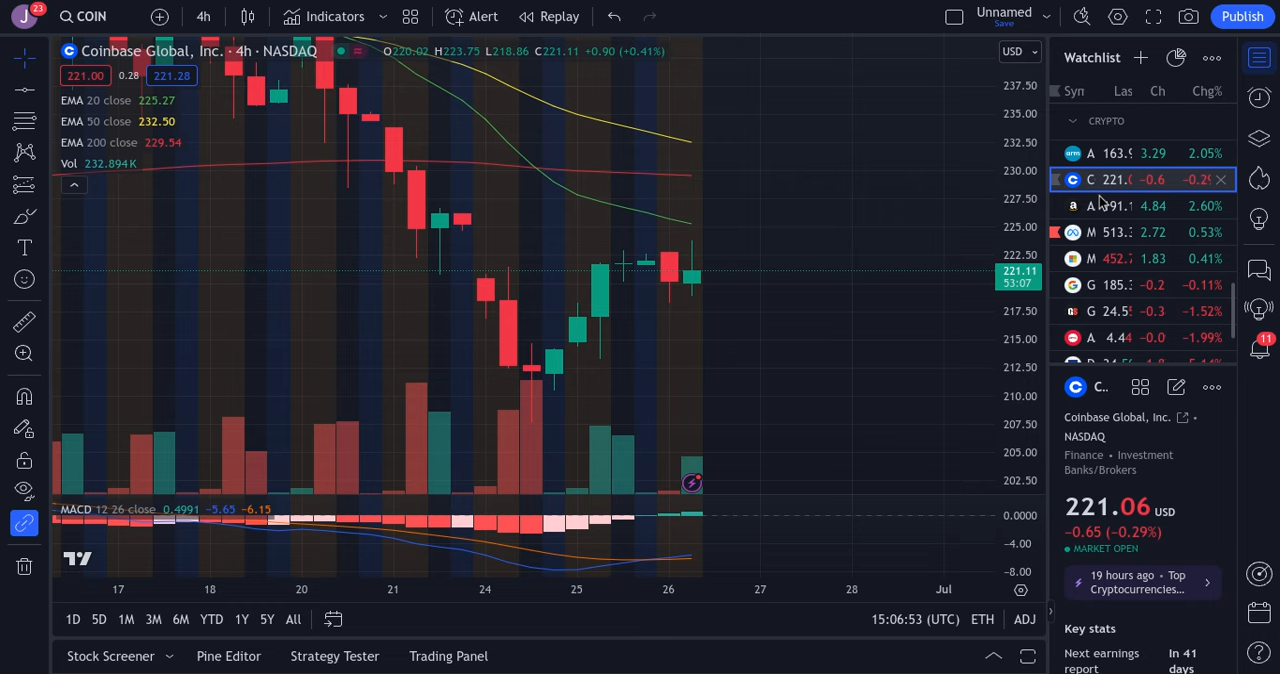 J
23
COIN
4h
Indicators
Alert
Replay
Unnamed
Save
Publish
Coinbase Global, Inc. · 4h · NASDAQ
O220.02 H223.75 L218.86 C221.11 +0.90 (+0.41%)
221.00 0.28 221.28
EMA 20 close 225.27
EMA 50 close 232.50
EMA 200 close 229.54
Vol 232.894K
USD
237.50
235.00
232.50
230.00
227.50
225.00
222.50
221.11
53:07
217.50
215.00
212.50
210.00
207.50
205.00
202.50
MACD 12 26 close 0.4991 −5.65 −6.15
0.0000
−4.00
−8.00
17 18 20 21 24 25 26 27 28 Jul
1D 5D 1M 3M 6M YTD 1Y 5Y All
15:06:53 (UTC) ETH ADJ
Stock Screener Pine Editor Strategy Tester Trading Panel
Watchlist
Las Ch Chg%
CRYPTO
arm A 163.9 3.29 2.05%
C 221. −0.6 −0.29
a A 91.1 4.84 2.60%
M 513.3 2.72 0.53%
M 452.7 1.83 0.41%
G 185.3 −0.2 −0.11%
G 24.5 −0.3 −1.52%
A 4.44 −0.0 −1.99%
C..
Coinbase Global, Inc. •
NASDAQ
Finance • Investment
Banks/Brokers
221.06 USD
−0.65 (−0.29%)
MARKET OPEN
19 hours ago • Top
Cryptocurrencies...
Key stats
Next earnings In 41
report days
11